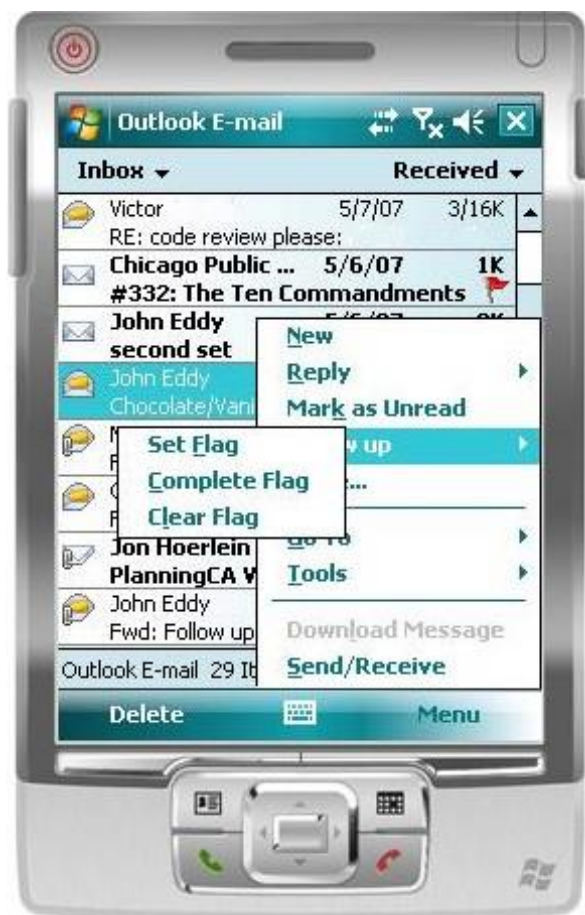 Outlook E-mail
Inbox Received
Victor 5/7/07 3/16K
RE: code review please:
Chicago Public ... 5/6/07 1K
#332: The Ten Commandments
John Eddy
second set
New
John Eddy
Chocolate/Vani
Reply
Mark as Unread
up
Set Flag
Complete Flag
Clear Flag
...
Go To
Jon Hoerlein
PlanningCA
Tools
John Eddy
Fwd: Follow up
Download Message
Outlook E-mail 29
Send/Receive
Delete Menu